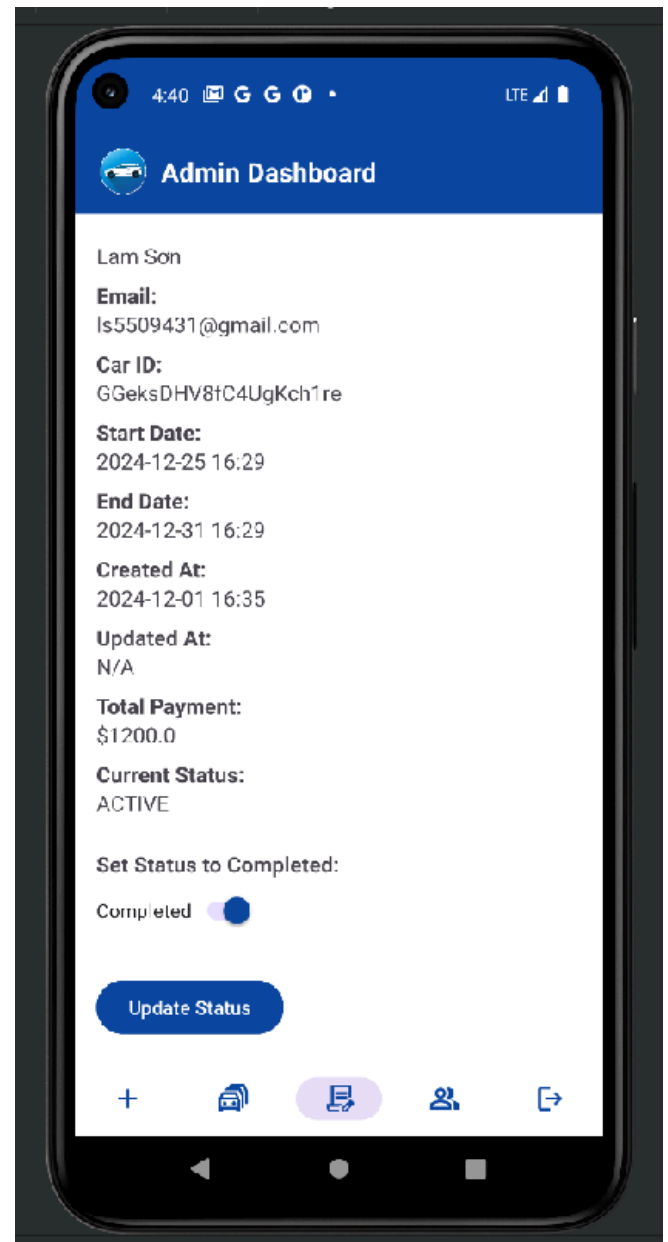 4:40
LTE
Admin Dashboard
Lam Sơn
Email:
ls5509431@gmail.com
Car ID:
GGeksDHV8fC4UgKch1re
Start Date:
2024-12-25 16:29
End Date:
2024-12-31 16:29
Created At:
2024-12-01 16:35
Updated At:
N/A
Total Payment:
$1200.0
Current Status:
ACTIVE
Set Status to Completed:
Completed
Update Status